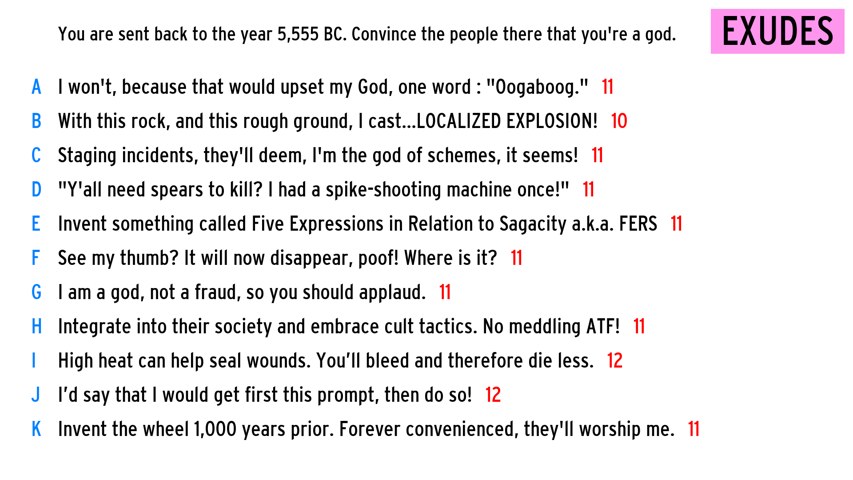 You are sent back to the year 5,555 BC. Convince the people there that you're a god.
EXUDES
A I won't, because that would upset my God, one word : "Oogaboog." 11
B With this rock, and this rough ground, I cast...LOCALIZED EXPLOSION! 10
C Staging incidents, they'll deem, I'm the god of schemes, it seems! 11
D "Y'all need spears to kill? I had a spike-shooting machine once!" 11
E Invent something called Five Expressions in Relation to Sagacity a.k.a. FERS 11
F See my thumb? It will now disappear, poof! Where is it? 11
G I am a god, not a fraud, so you should applaud. 11
H Integrate into their society and embrace cult tactics. No meddling ATF! 11
I High heat can help seal wounds. You’ll bleed and therefore die less. 12
J I’d say that I would get first this prompt, then do so! 12
K Invent the wheel 1,000 years prior. Forever convenienced, they'll worship me. 11